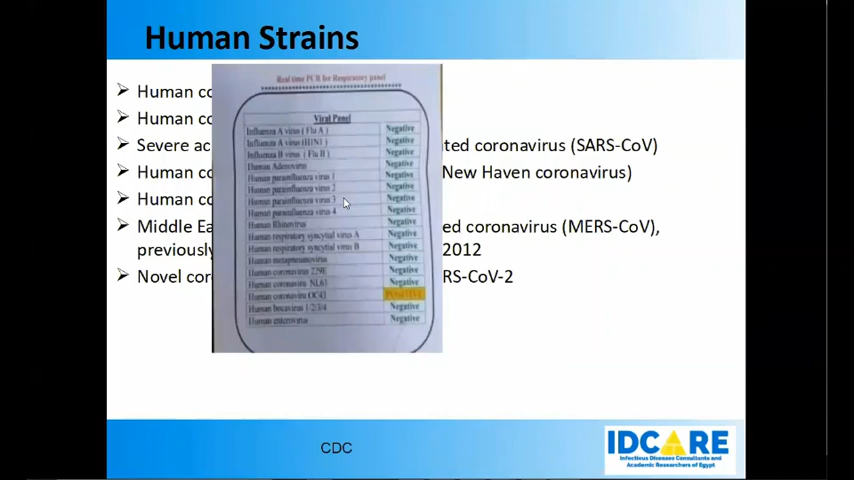 Human Strains
Human co
Human co
Severe ac
ted coronavirus (SARS-CoV)
Human co
New Haven coronavirus)
Human co
Middle Ea
ed coronavirus (MERS-CoV),
previously
2012
Novel cor
RS-CoV-2
Real time PCR for Respiratory panel
Viral Panel
Influenza A virus ( Flu A ) Negative
Influenza A virus (H1N1 ) Negative
Influenza B virus ( Flu B ) Negative
Human Adenovirus Negative
Human parainfluenza virus 1 Negative
Human parainfluenza virus 2 Negative
Human parainfluenza virus 3 Negative
Human parainfluenza virus 4 Negative
Human Rhinovirus Negative
Human respiratory syncytial virus A Negative
Human respiratory syncytial virus B Negative
Human metapneumovirus Negative
Human coronavirus 229E Negative
Human coronaviru NL63 Negative
Human coronaviru OC43 POSITIVE
Human bocavirus 1/2/3/4 Negative
Human enterovirus Negative
CDC
IDCARE
Infectious Diseases Consultants and
Academic Researchers of Egypt